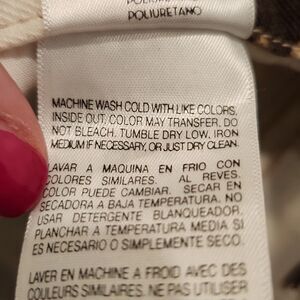 POLIURETANO
MACHINE WASH COLD WITH LIKE COLORS,
INSIDE OUT. COLOR MAY TRANSFER. DO
NOT BLEACH. TUMBLE DRY LOW. IRON
MEDIUM IF NECESSARY, OR JUST DRY CLEAN.
LAVAR A MAQUINA EN FRIO CON
COLORES SIMILARES. AL REVES.
COLOR PUEDE CAMBIAR. SECAR EN
SECADORA A BAJA TEMPERATURA. NO
USAR DETERGENTE BLANQUEADOR.
PLANCHAR A TEMPERATURA MEDIA SI
ES NECESARIO O SIMPLEMENTE SECO.
LAVER EN MACHINE A FROID AVEC DES
COULEURS SIMILAIRES. NE PAS UTILISER